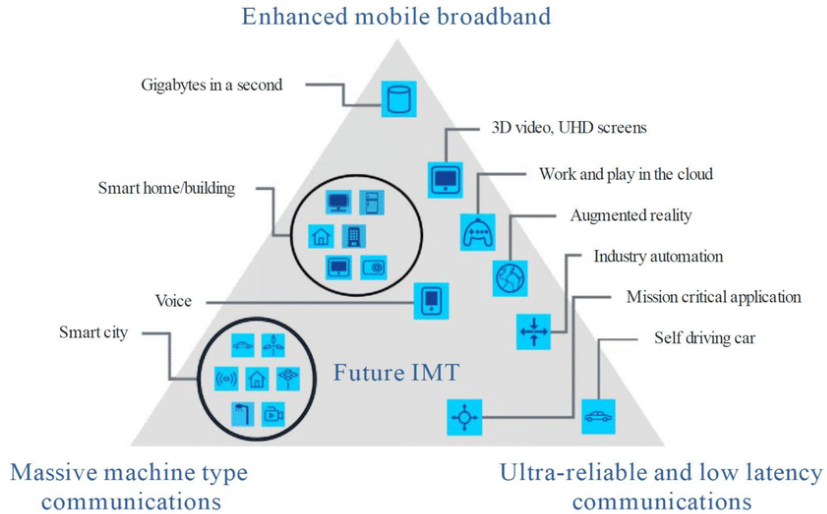 Enhanced mobile broadband
Gigabytes in a second
3D video, UHD screens
Work and play in the cloud
Smart home/building
Augmented reality
Industry automation
Voice
Mission critical application
Smart city
Self driving car
Future IMT
Massive machine type
communications
Ultra-reliable and low latency
communications